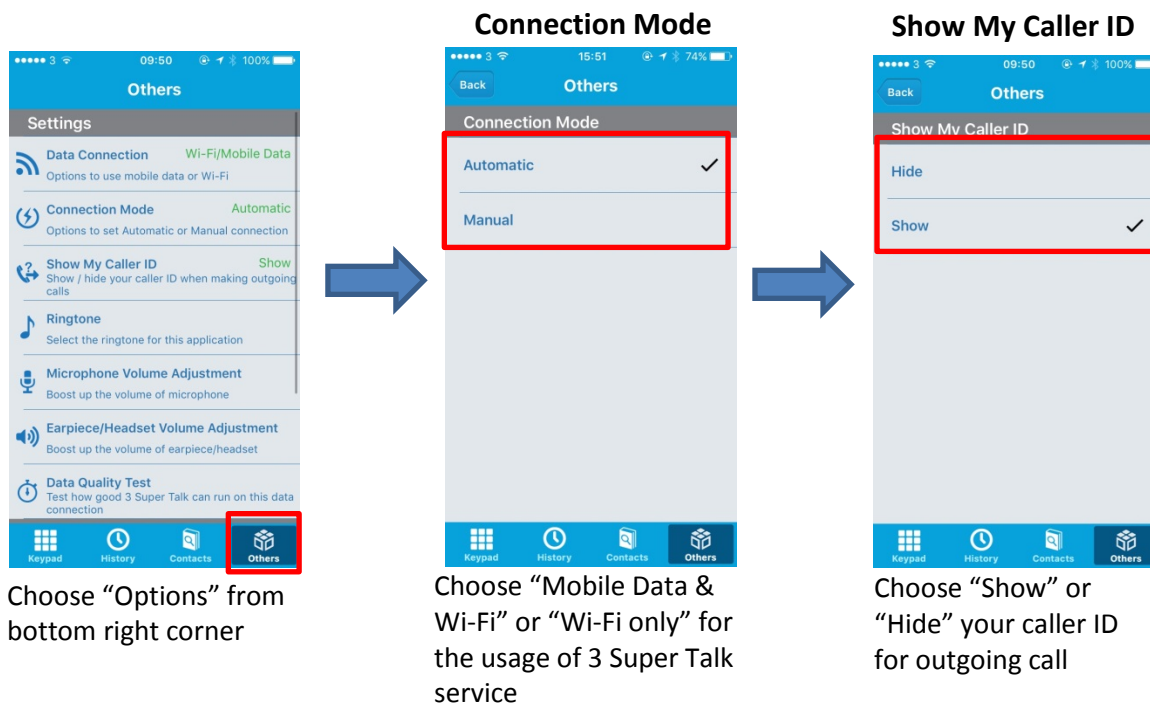 Connection Mode
Show My Caller ID
3 09:50 100%
Others
Settings
Data Connection Wi-Fi/Mobile Data
Options to use mobile data or Wi-Fi
Connection Mode Automatic
Options to set Automatic or Manual connection
Show My Caller ID Show
Show / hide your caller ID when making outgoing
calls
Ringtone
Select the ringtone for this application
Microphone Volume Adjustment
Boost up the volume of microphone
Earpiece/Headset Volume Adjustment
Boost up the volume of earpiece/headset
Data Quality Test
Test how good 3 Super Talk can run on this data
connection
Keypad History Contacts Others
Choose “Options” from
bottom right corner
3 15:51 74%
Back Others
Connection Mode
Automatic
Manual
Keypad History Contacts Others
Choose “Mobile Data &
Wi-Fi” or “Wi-Fi only” for
the usage of 3 Super Talk
service
3 09:50 100%
Back Others
Show My Caller ID
Hide
Show
Keypad History Contacts Others
Choose “Show” or
“Hide” your caller ID
for outgoing call